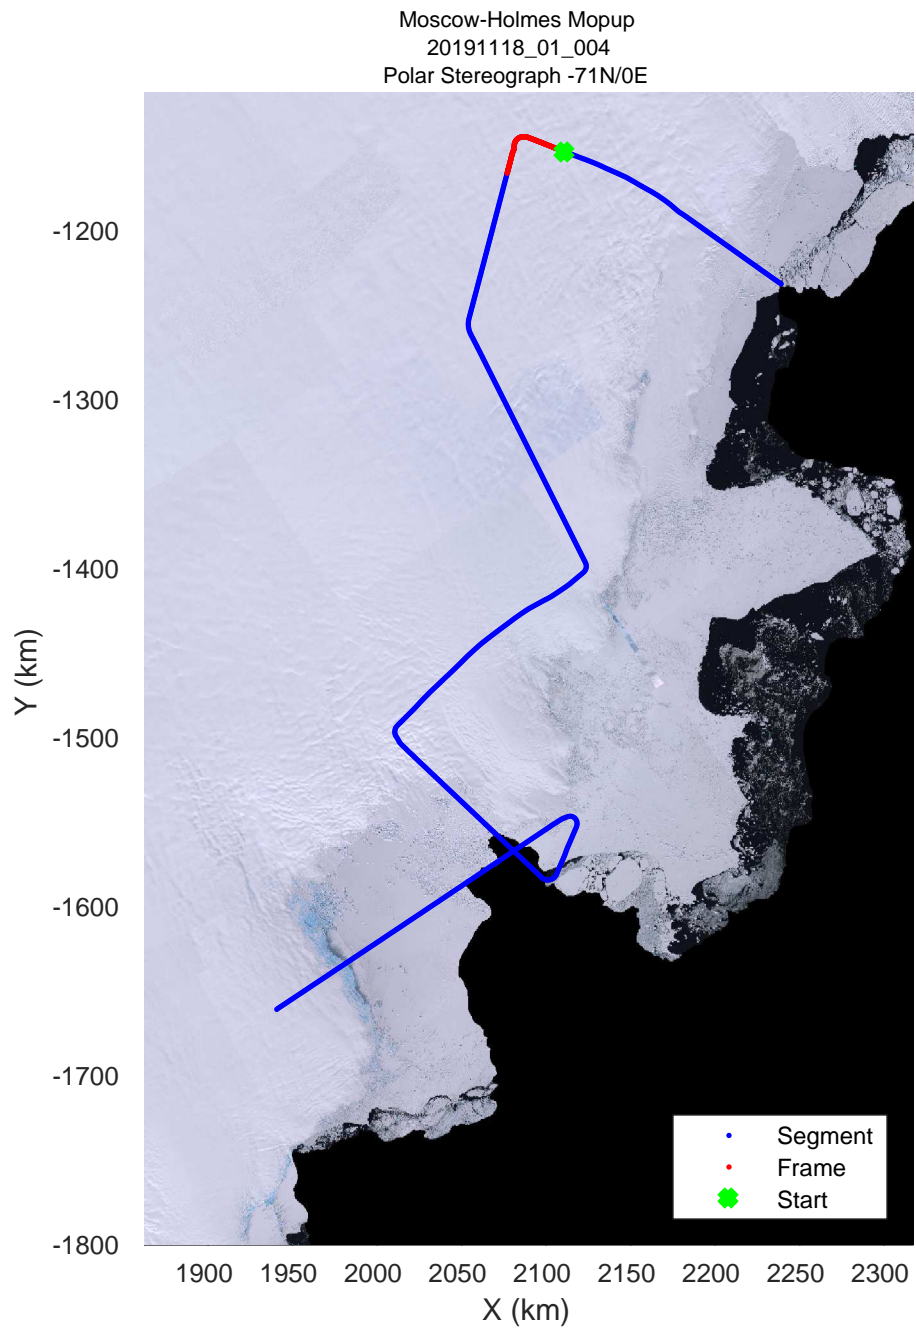 Moscow-Holmes Mopup
20191118_01_004
Polar Stereograph -71N/0E
-1200
-1300
-1400
-1500
-1600
-1700
-1800
Y (km)
Segment
Frame
Start
1900 1950 2000 2050 2100 2150 2200 2250 2300
X (km)